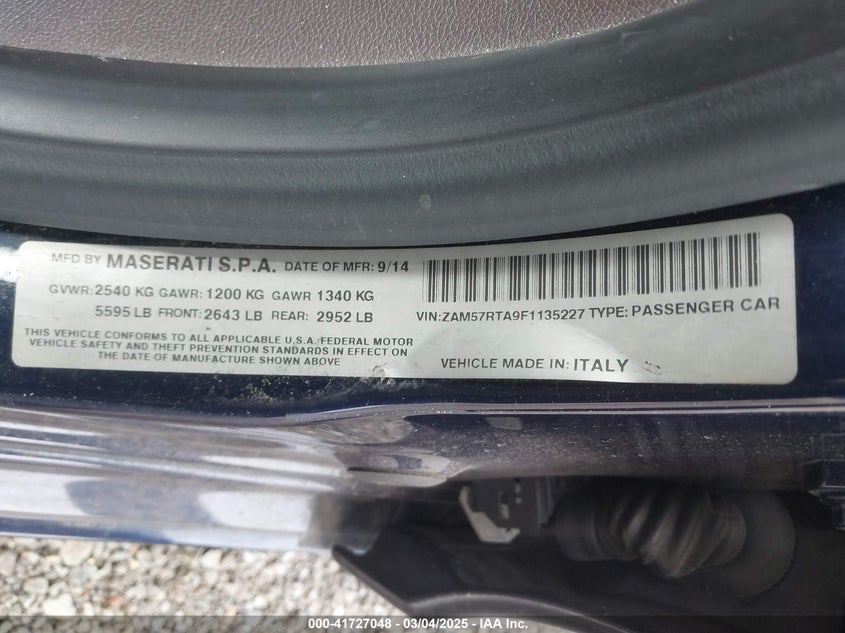 MFD BY MASERATI S.P.A. DATE OF MFR: 9/14
GVWR: 2540 KG GAWR: 1200 KG GAWR 1340 KG
5595 LB FRONT: 2643 LB REAR: 2952 LB
THIS VEHICLE CONFORMS TO ALL APPLICABLE U.S.A. FEDERAL MOTOR
VEHICLE SAFETY AND THEFT PREVENTION STANDARDS IN EFFECT ON
THE DATE OF MANUFACTURE SHOWN ABOVE
VIN:ZAM57RTA9F1135227 TYPE: PASSENGER CAR
VEHICLE MADE IN: ITALY
000-41727048 - 03/04/2025 - © IAA Inc.